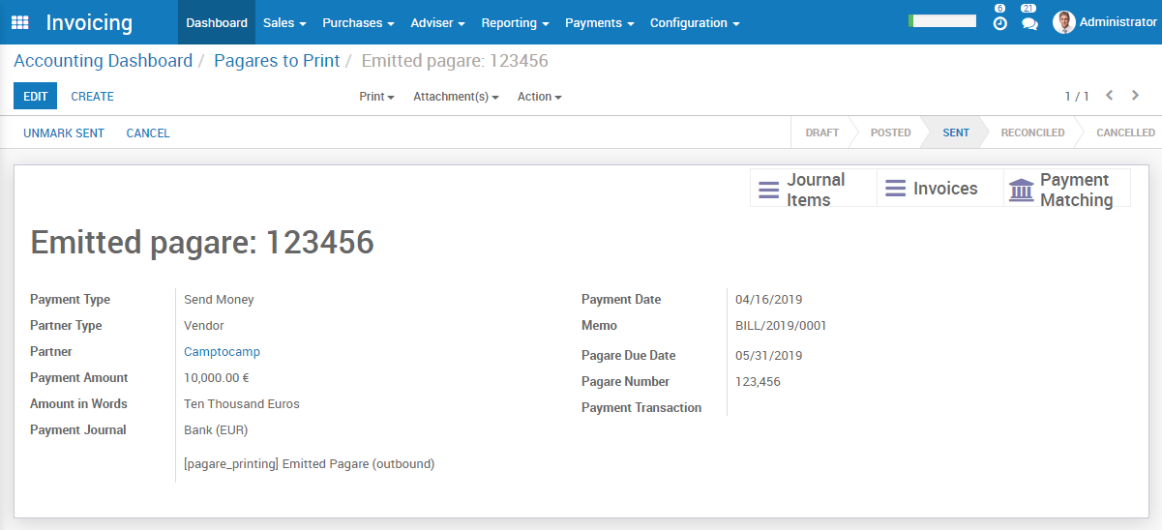 Invoicing Dashboard Sales Purchases Adviser Reporting Payments Configuration 6 21 Administrator
Accounting Dashboard / Pagares to Print / Emitted pagare: 123456
EDIT CREATE Print Attachment(s) Action 1 / 1
UNMARK SENT CANCEL DRAFT POSTED SENT RECONCILED CANCELLED
Journal Items Invoices Payment Matching
Emitted pagare: 123456
Payment Type Send Money Payment Date 04/16/2019
Partner Type Vendor Memo BILL/2019/0001
Partner Camptocamp Pagare Due Date 05/31/2019
Payment Amount 10,000.00 € Pagare Number 123,456
Amount in Words Ten Thousand Euros Payment Transaction
Payment Journal Bank (EUR)
[pagare_printing] Emitted Pagare (outbound)